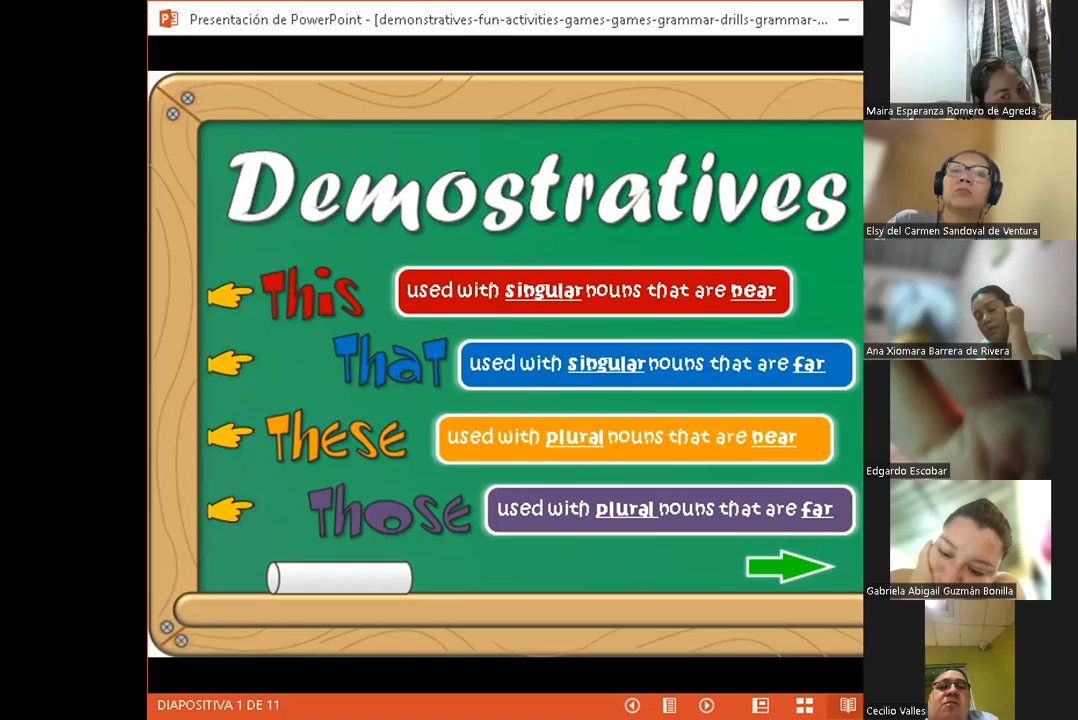 Presentación de PowerPoint - [demonstratives-fun-activities-games-games-grammar-drills-grammar-...
Demostratives
This used with singular nouns that are near
That used with singular nouns that are far
These used with plural nouns that are near
Those used with plural nouns that are far
DIAPOSITIVA 1 DE 11
Maira Esperanza Romero de Agreda
Elsy del Carmen Sandoval de Ventura
Ana Xiomara Barrera de Rivera
Edgardo Escobar
Gabriela Abigail Guzmán Bonilla
Cecilio Valles